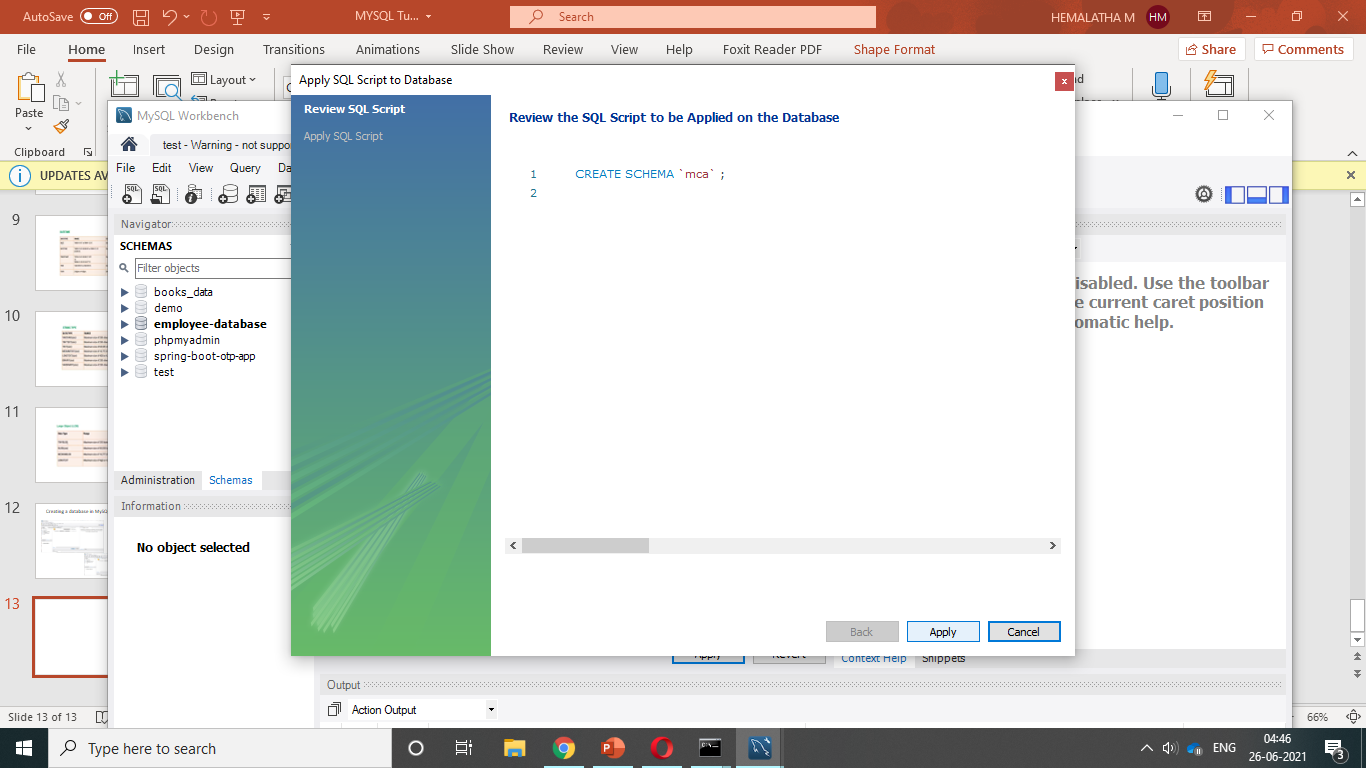 AutoSave Off
MYSQL Tu...
Search
HEMALATHA M
HM
File Home Insert Design Transitions Animations Slide Show Review View Help Foxit Reader PDF Shape Format
Share
Comments
Paste
Layout
Clipboard
UPDATES AV
9
10
11
12
Creating a database in MySQ
13
MySQL Workbench
test - Warning - not suppor
File Edit View Query Da
Navigator
SCHEMAS
Filter objects
books_data
demo
employee-database
phpmyadmin
spring-boot-otp-app
test
Administration Schemas
Information
No object selected
Apply SQL Script to Database
x
Review SQL Script
Apply SQL Script
Review the SQL Script to be Applied on the Database
1 CREATE SCHEMA `mca` ;
2
Back Apply Cancel
isabled. Use the toolbar
e current caret position
omatic help.
Context Help Snippets
Output
Action Output
Slide 13 of 13
66%
Type here to search
ENG
04:46
26-06-2021
3